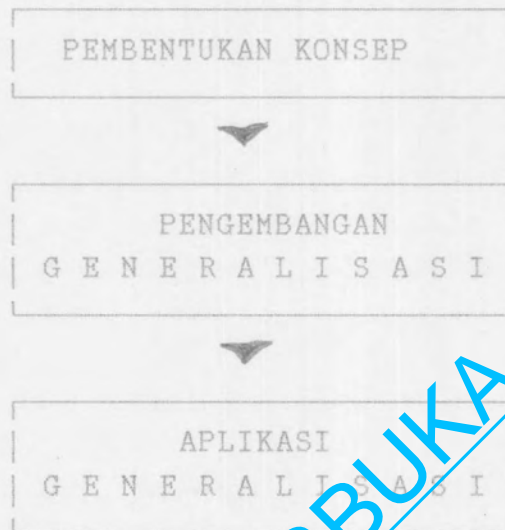 PEMBENTUKAN KONSEP
PENGEMBANGAN
G E N E R A L I S A S I
APLIKASI
G E N E R A L I S A S I
BUKA